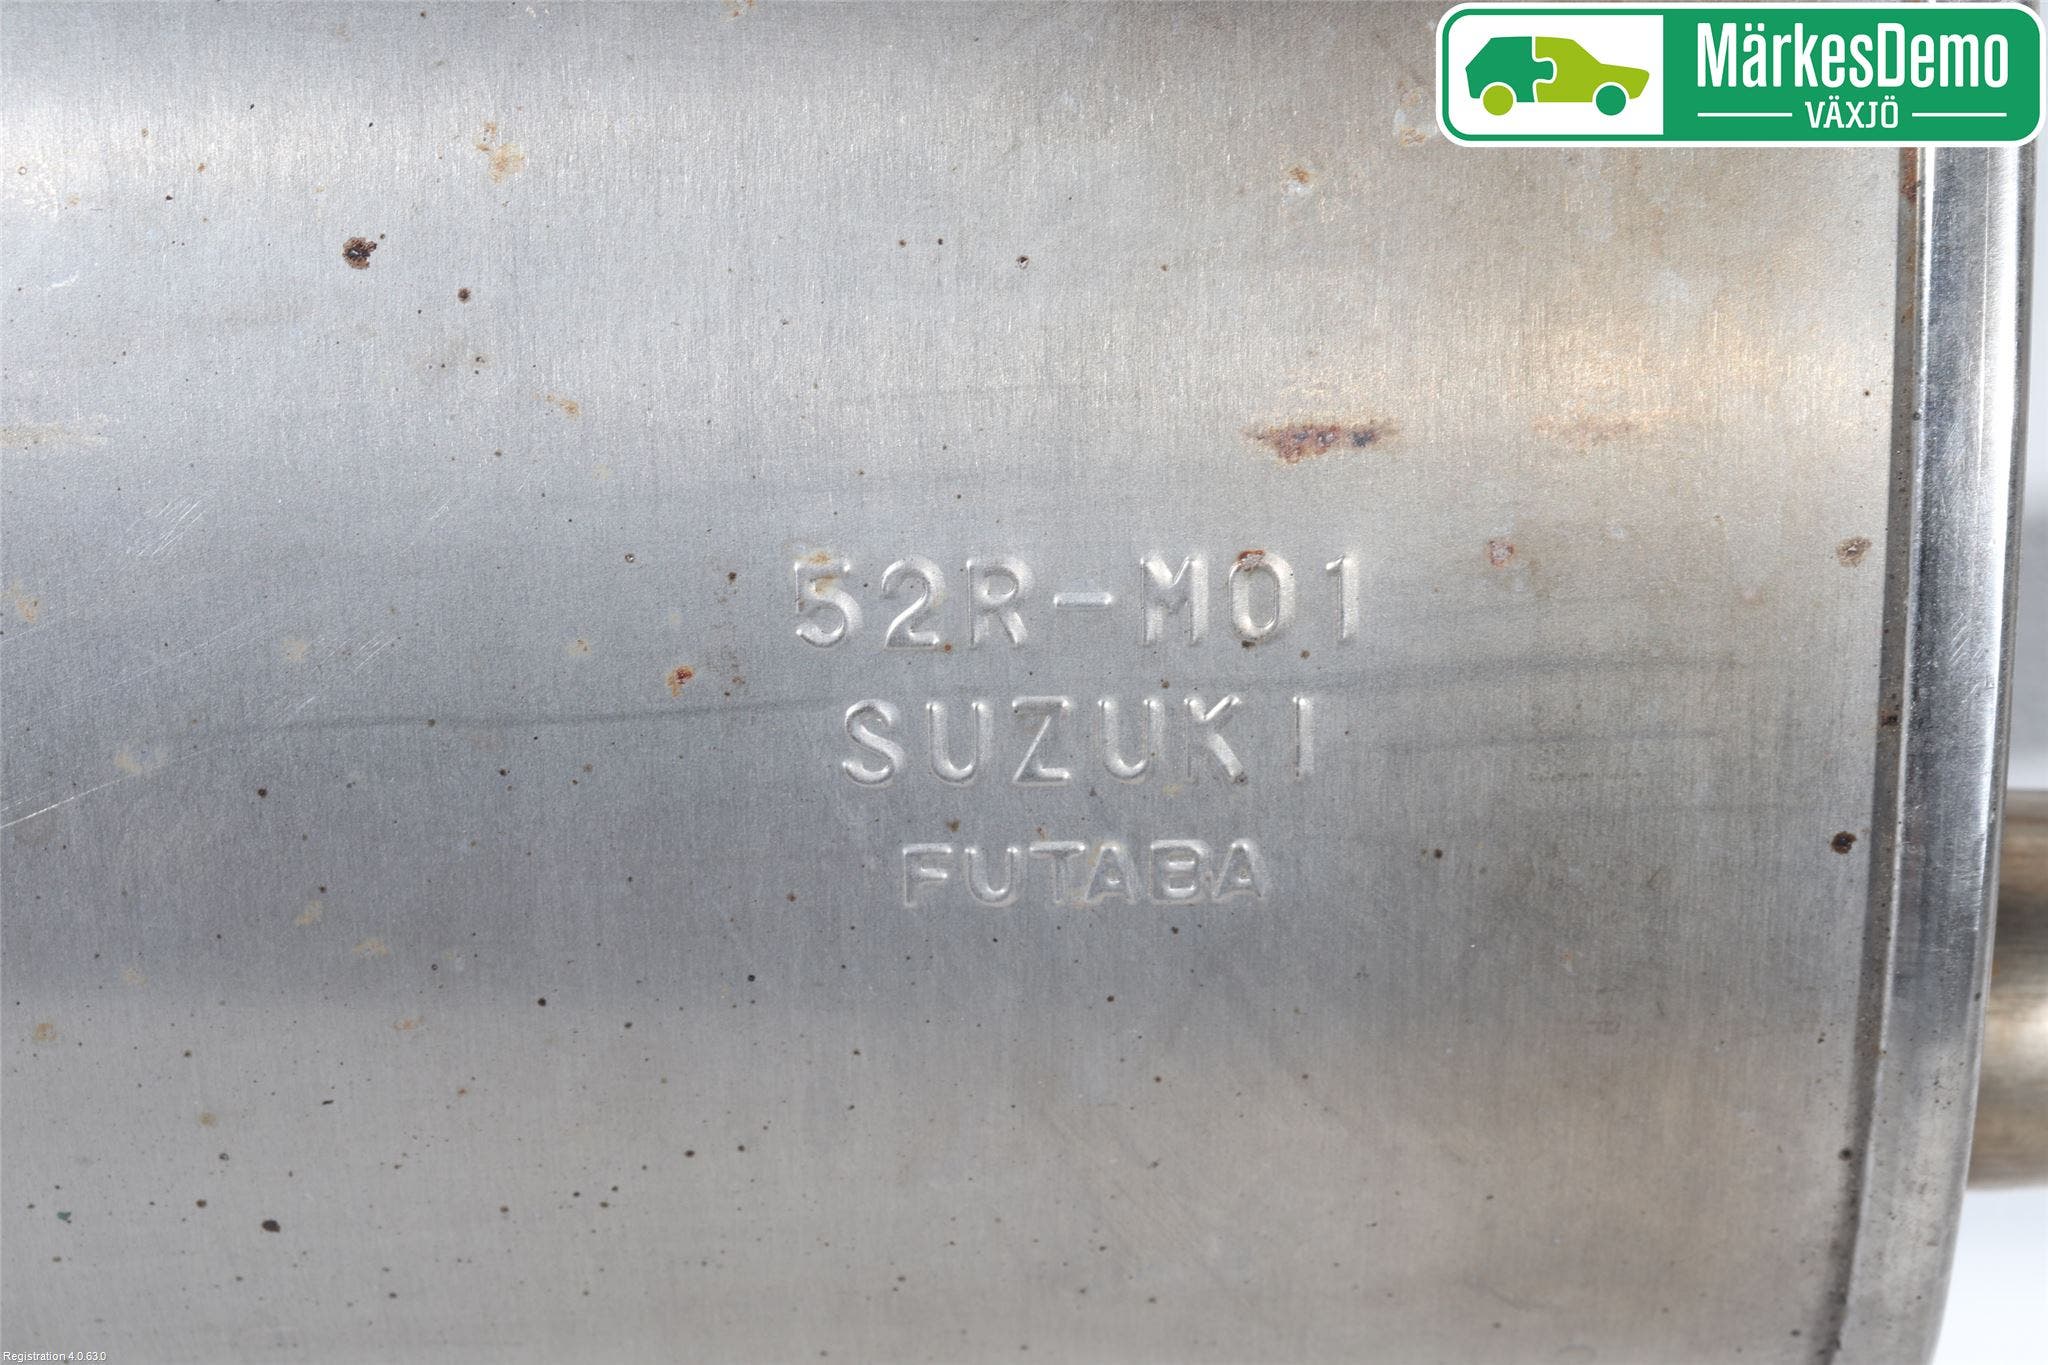 MärkesDemo
VÄXJÖ
52R-M01
SUZUKI
FUTABA
Registration 4.0.63.0